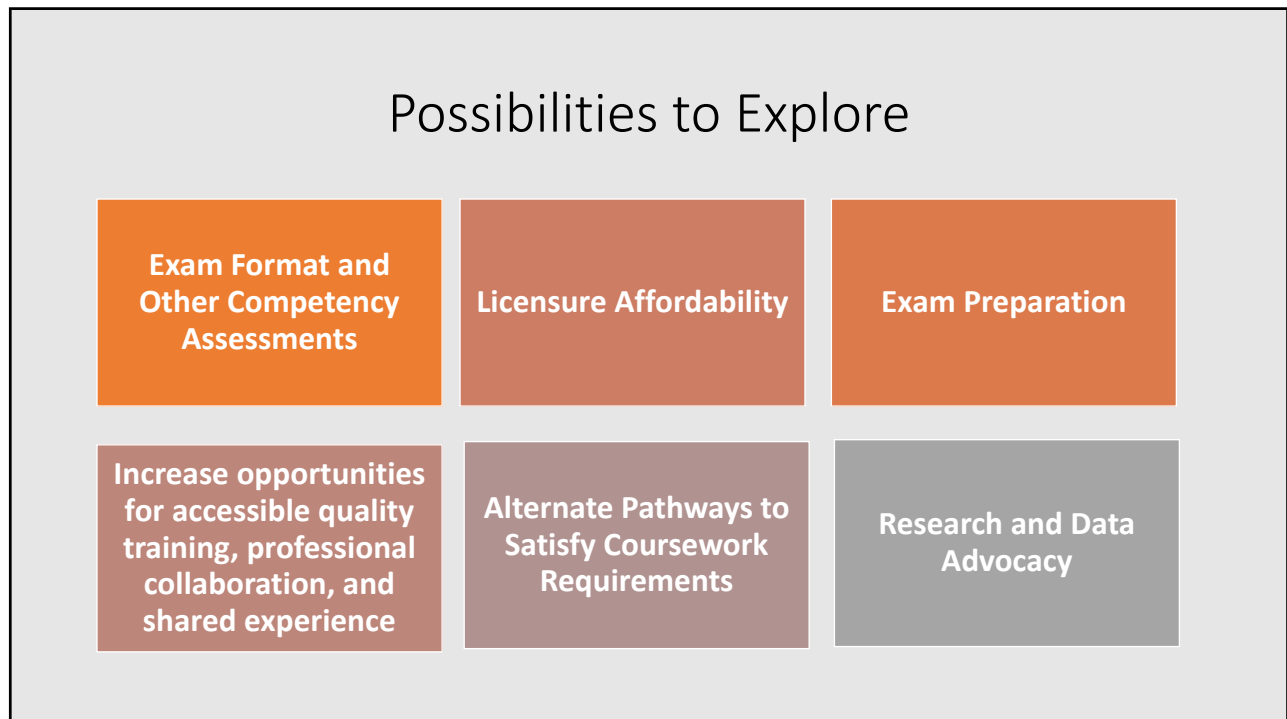 Possibilities to Explore
Exam Format and
Other Competency
Assessments
Licensure Affordability
Exam Preparation
Increase opportunities
for accessible quality
training, professional
collaboration, and
shared experience
Alternate Pathways to
Satisfy Coursework
Requirements
Research and Data
Advocacy